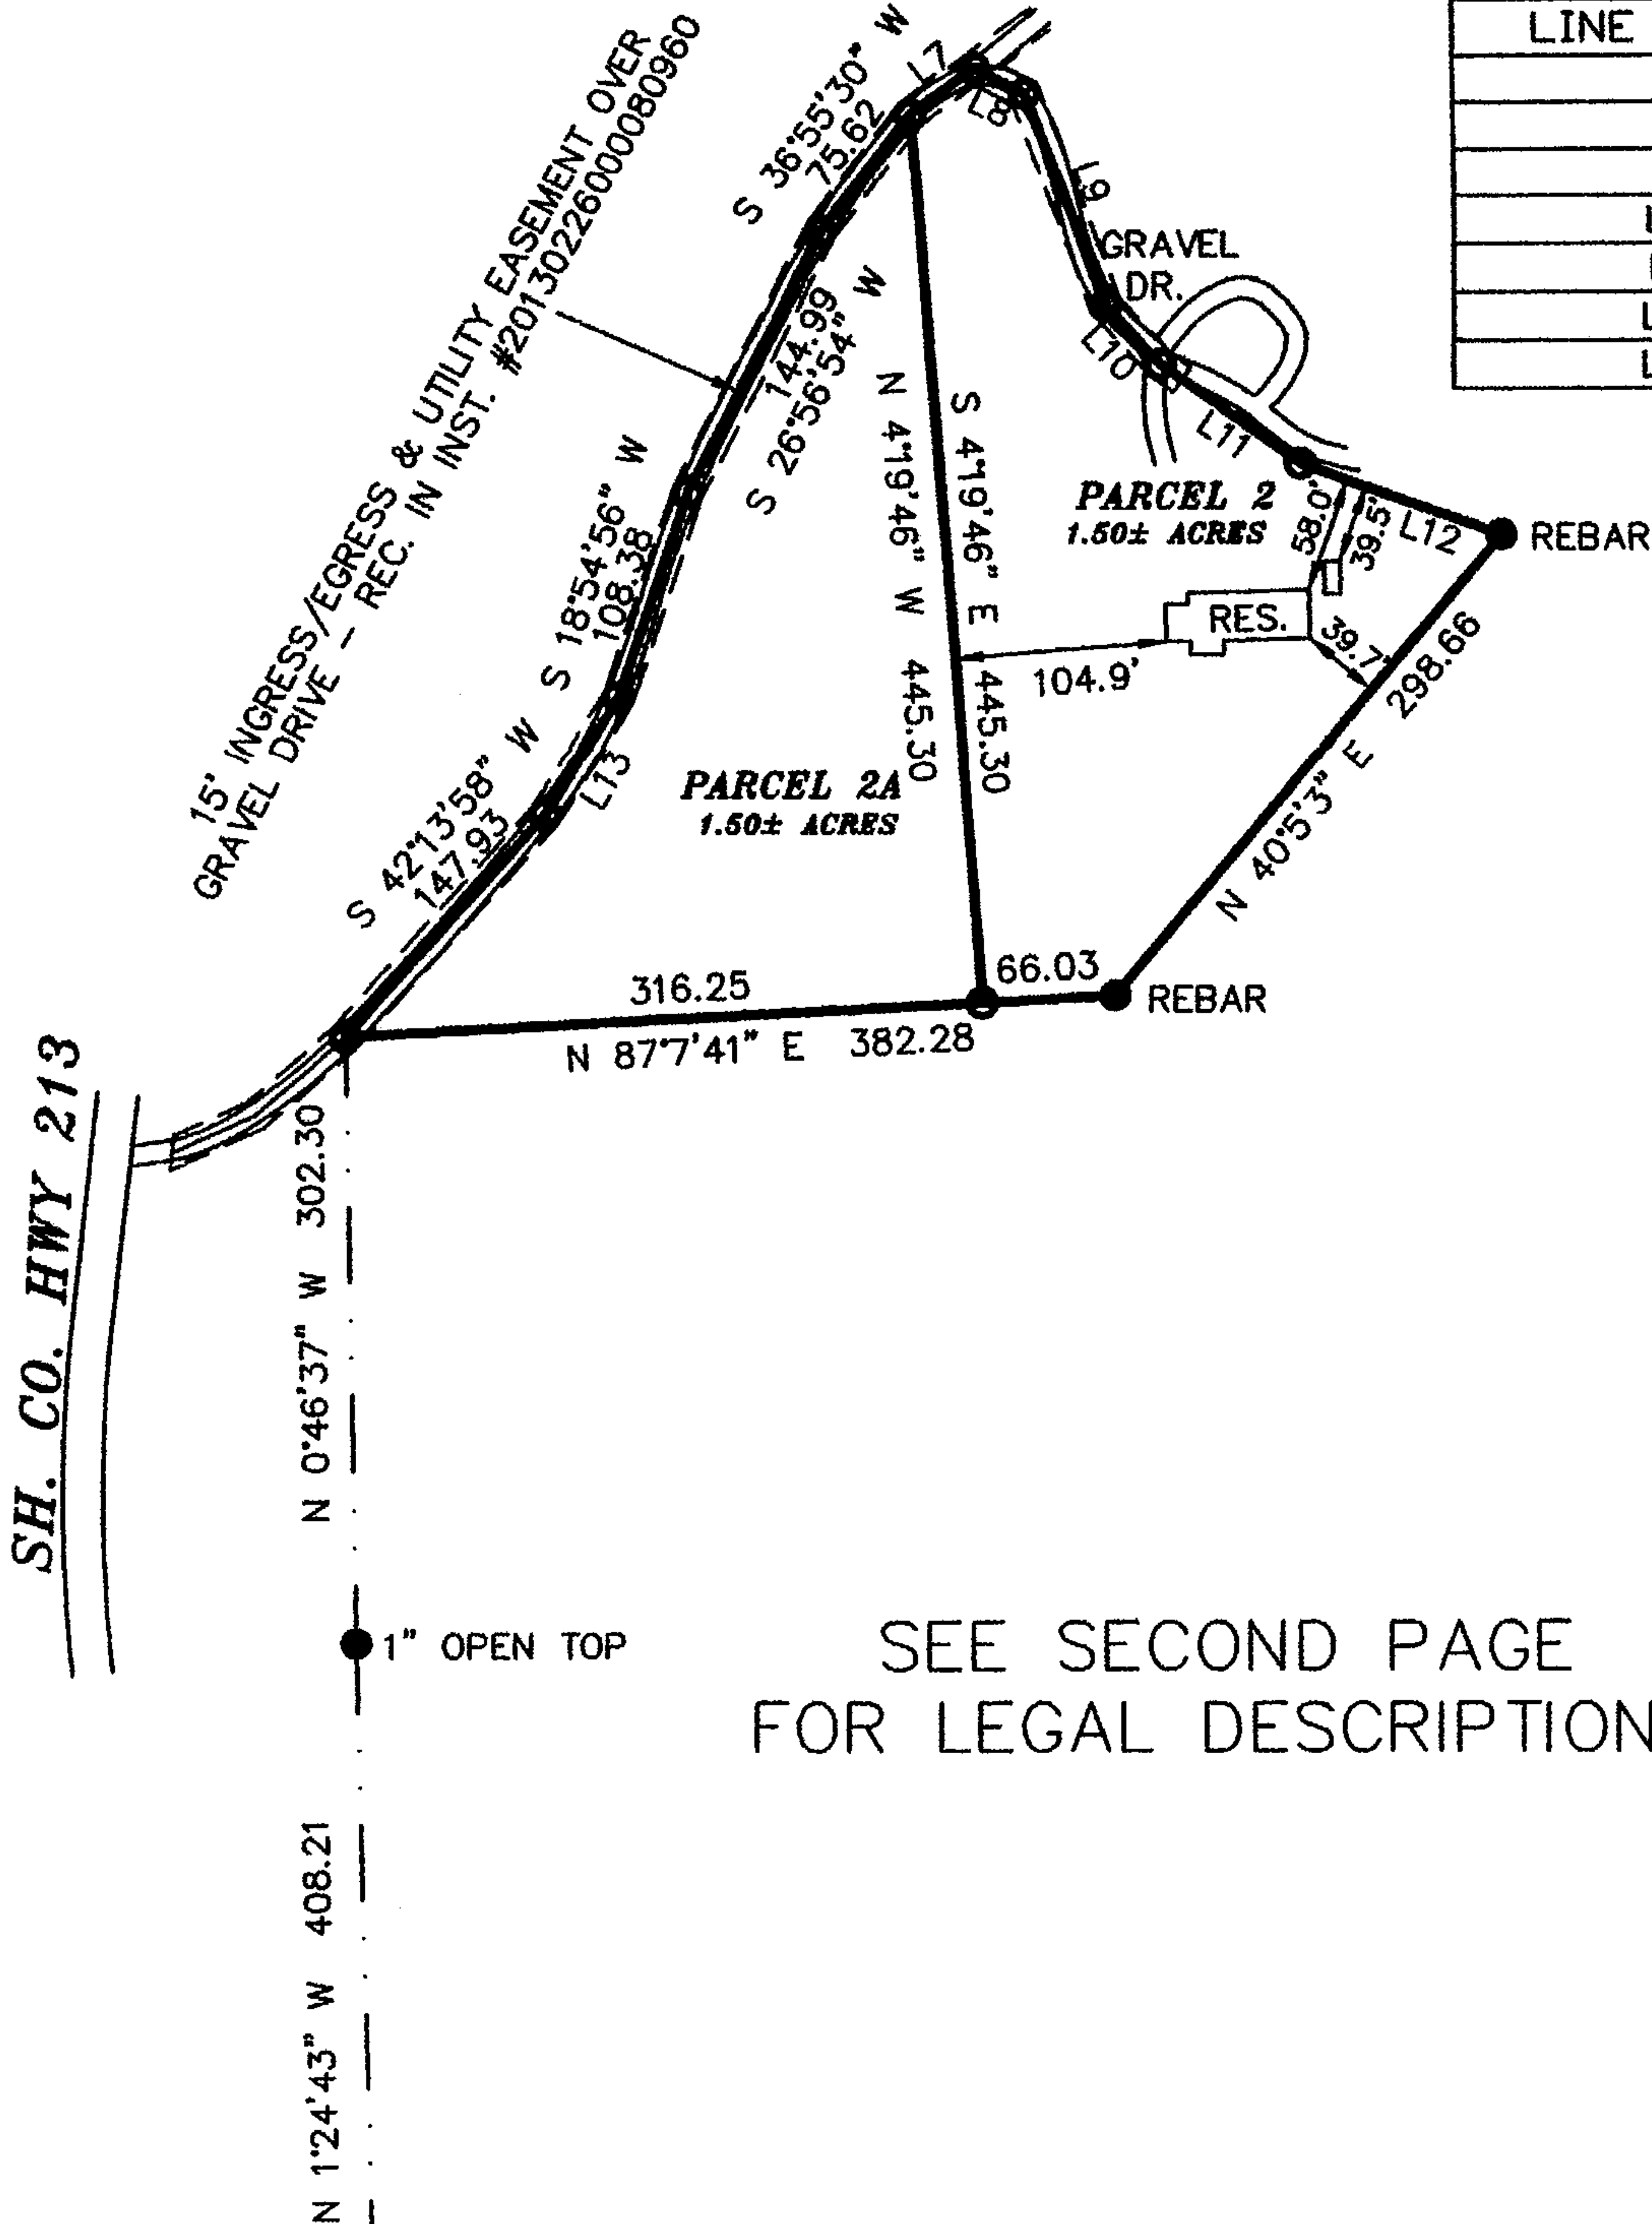 LINE
15' INGRESS/EGRESS & UTILITY EASEMENT OVER
GRAVEL DRIVE - REC. IN INST. #20130226000080960
S 36°55'30" W
75.62
L7
L8
L9
GRAVEL
DR.
L10
L11
L12
144.99
S 26°56'54" W
N 4°19'46" W 445.30
S 4°19'46" E 445.30
PARCEL 2
1.50± ACRES
58.0'
39.5'
REBAR
S 18°54'56" W
108.38
RES.
39.7'
104.9'
298.66
N 40°5'3" E
L13
PARCEL 2A
1.50± ACRES
S 42°13'58" W
147.93
316.25
66.03
REBAR
N 87°7'41" E 382.28
SH. CO. HWY 213
N 0°46'37" W 302.30
1" OPEN TOP
SEE SECOND PAGE
FOR LEGAL DESCRIPTION
N 1°24'43" W 408.21